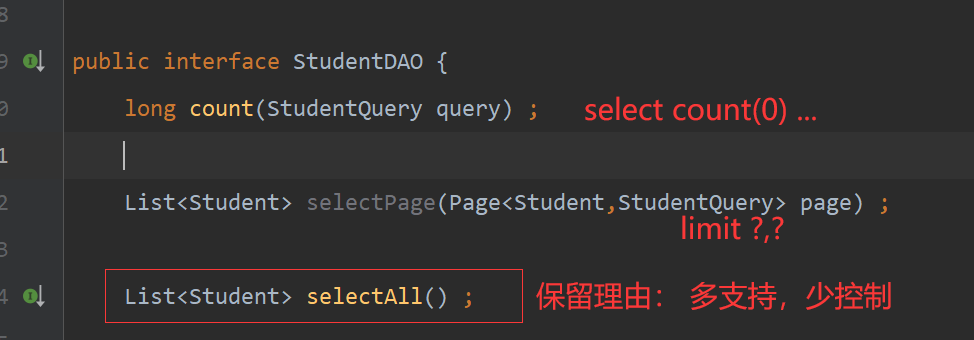 8
9 public interface StudentDAO {
0 long count(StudentQuery query) ; select count(0) ...
1
2 List<Student> selectPage(Page<Student,StudentQuery> page) ;
limit ?,?
3
4 List<Student> selectAll() ; 保留理由： 多支持，少控制